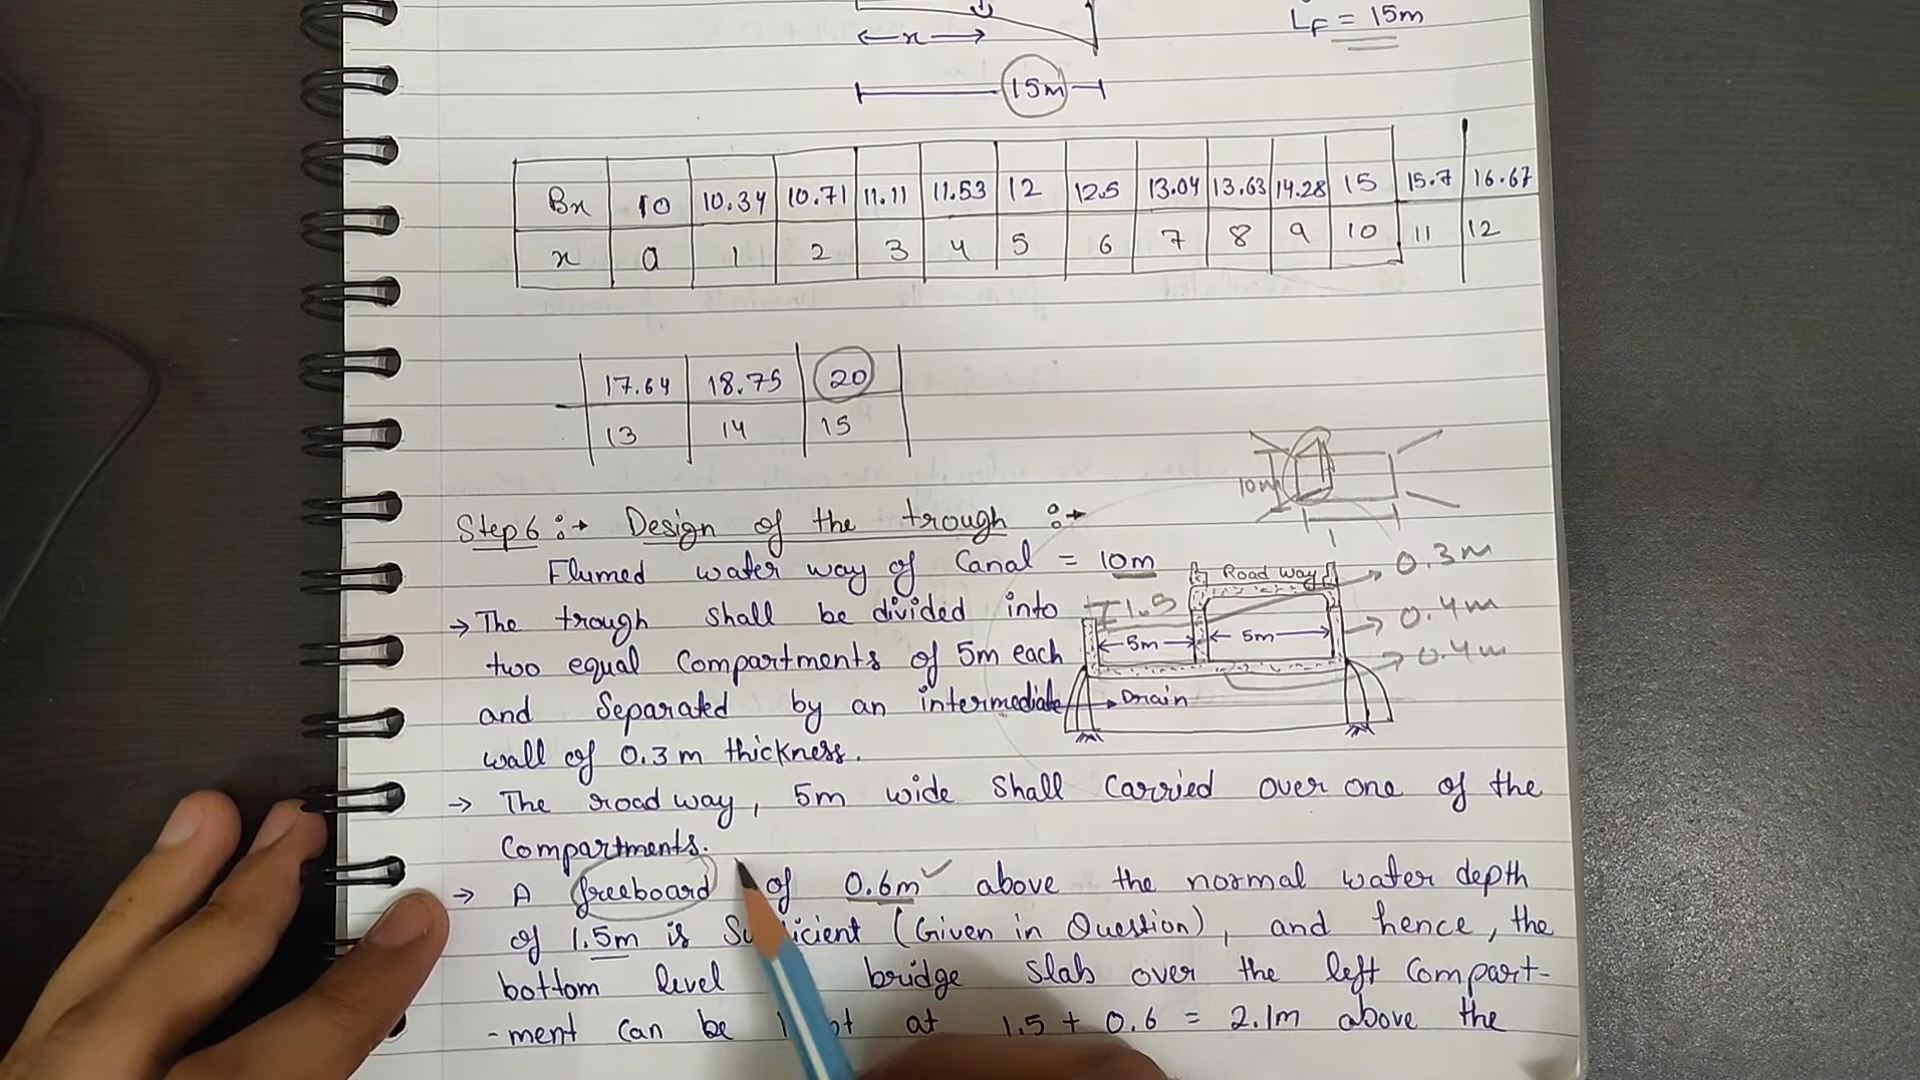 L_F = 15m
x
15m
Bx 10 10.34 10.71 11.11 11.53 12 12.5 13.04 13.63 14.28 15 15.7 16.67
x 0 1 2 3 4 5 6 7 8 9 10 11 12
17.64 18.75 20
13 14 15
10m
Step 6 :→ Design of the trough :→
Flumed water way of Canal = 10m
→ The trough shall be divided into
two equal Compartments of 5m each
and Separated by an intermediate
wall of 0.3 m thickness.
Road way 0.3m
1.5 0.4m
5m 5m
0.4m
Drain
→ The road way, 5m wide shall Carried over one of the
Compartments.
→ A freeboard of 0.6m above the normal water depth
of 1.5m is (Given in Question), and hence, the
bottom level bridge slab over the left Compart-
-ment can be at 1.5 + 0.6 = 2.1m above the